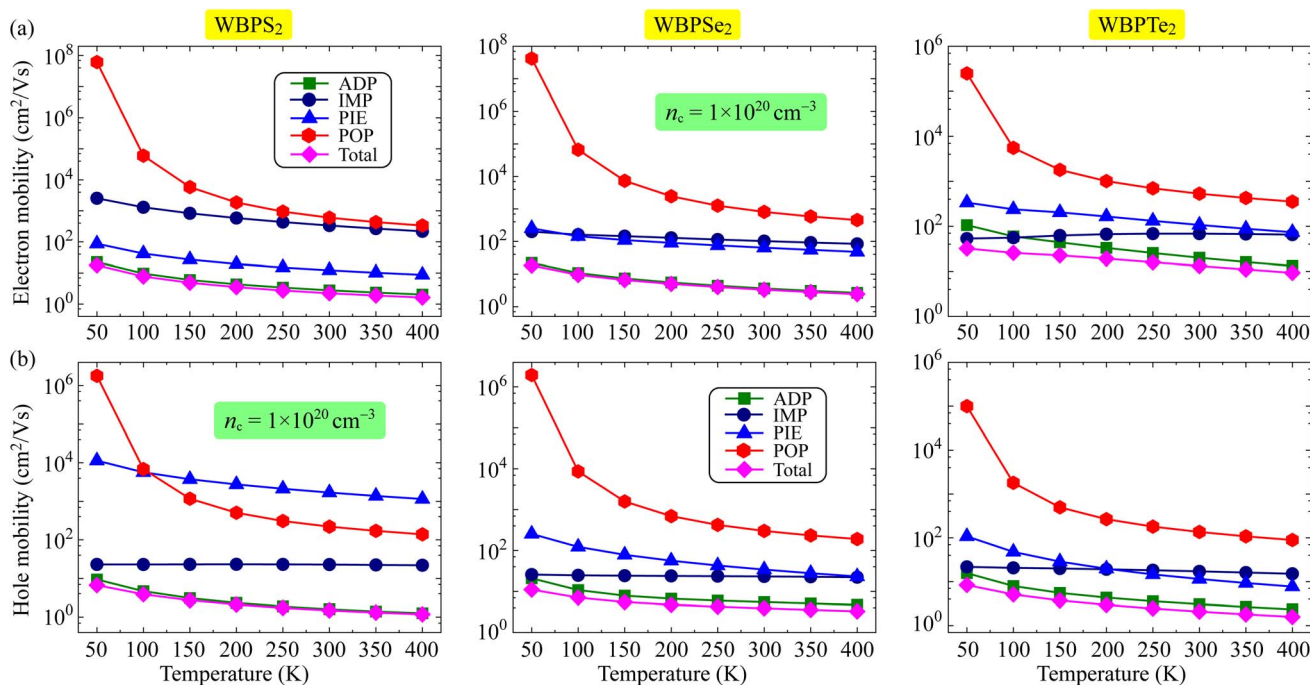 (a)
WBPS₂
WBPSe₂
WBPTe₂
Electron mobility (cm²/Vs)
10⁸
10⁶
10⁴
10²
10⁰
ADP
IMP
PIE
POP
Total
50 100 150 200 250 300 350 400
10⁸
10⁶
10⁴
10²
10⁰
n_c = 1×10²⁰ cm⁻³
50 100 150 200 250 300 350 400
10⁶
10⁴
10²
10⁰
50 100 150 200 250 300 350 400
(b)
Hole mobility (cm²/Vs)
10⁶
10⁴
10²
10⁰
n_c = 1×10²⁰ cm⁻³
50 100 150 200 250 300 350 400
Temperature (K)
10⁶
10⁴
10²
10⁰
ADP
IMP
PIE
POP
Total
50 100 150 200 250 300 350 400
Temperature (K)
10⁶
10⁴
10²
10⁰
50 100 150 200 250 300 350 400
Temperature (K)